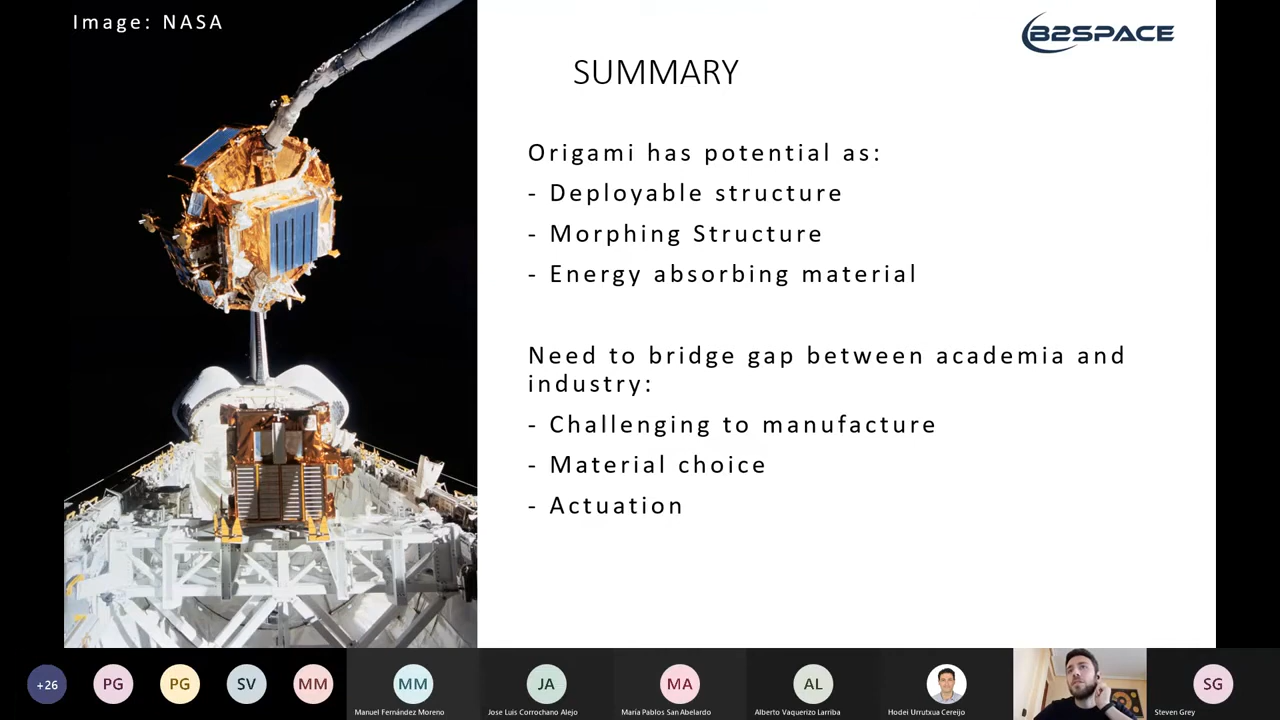 Image: NASA
B2SPACE
SUMMARY
Origami has potential as:
- Deployable structure
- Morphing Structure
- Energy absorbing material
Need to bridge gap between academia and
industry:
- Challenging to manufacture
- Material choice
- Actuation
+26
PG
PG
SV
MM
MM
JA
MA
AL
SG
Manuel Fernández Moreno
Jose Luis Corrochano Alejo
María Pablos San Abelardo
Alberto Vaquerizo Larriba
Hodei Urrutxua Cereijo
Steven Grey